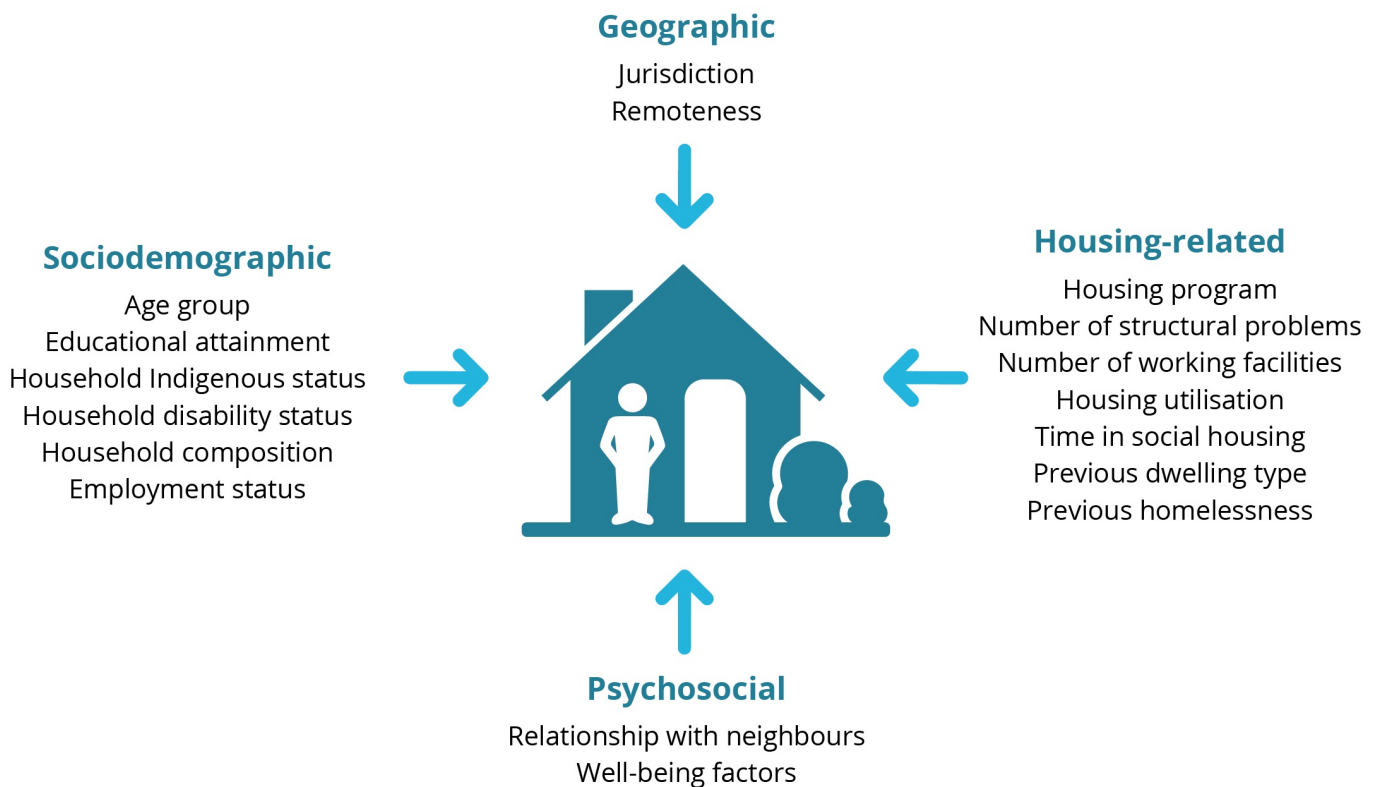 Geographic
Jurisdiction
Remoteness
Sociodemographic
Age group
Educational attainment
Household Indigenous status
Household disability status
Household composition
Employment status
Housing-related
Housing program
Number of structural problems
Number of working facilities
Housing utilisation
Time in social housing
Previous dwelling type
Previous homelessness
Psychosocial
Relationship with neighbours
Well-being factors